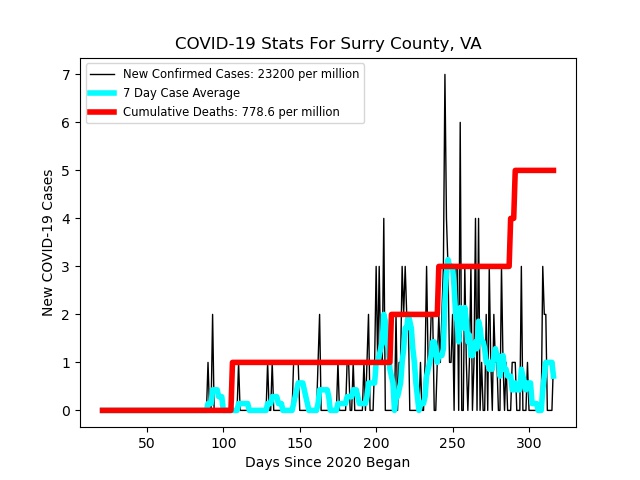 COVID-19 Stats For Surry County, VA
New Confirmed Cases: 23200 per million
7 Day Case Average
Cumulative Deaths: 778.6 per million
New COVID-19 Cases
7
6
5
4
3
2
1
0
50 100 150 200 250 300
Days Since 2020 Began